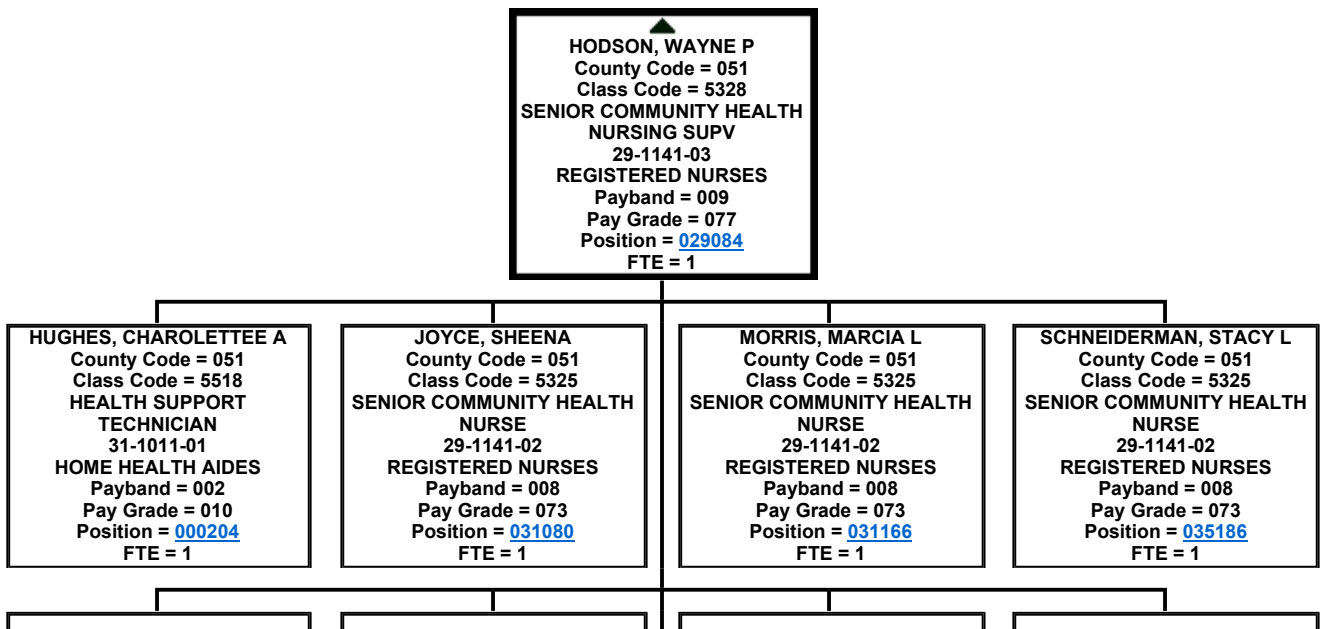 HODSON, WAYNE P
County Code = 051
Class Code = 5328
SENIOR COMMUNITY HEALTH
NURSING SUPV
29-1141-03
REGISTERED NURSES
Payband = 009
Pay Grade = 077
Position = 029084
FTE = 1
HUGHES, CHAROLETTEE A
County Code = 051
Class Code = 5518
HEALTH SUPPORT
TECHNICIAN
31-1011-01
HOME HEALTH AIDES
Payband = 002
Pay Grade = 010
Position = 000204
FTE = 1
JOYCE, SHEENA
County Code = 051
Class Code = 5325
SENIOR COMMUNITY HEALTH
NURSE
29-1141-02
REGISTERED NURSES
Payband = 008
Pay Grade = 073
Position = 031080
FTE = 1
MORRIS, MARCIA L
County Code = 051
Class Code = 5325
SENIOR COMMUNITY HEALTH
NURSE
29-1141-02
REGISTERED NURSES
Payband = 008
Pay Grade = 073
Position = 031166
FTE = 1
SCHNEIDERMAN, STACY L
County Code = 051
Class Code = 5325
SENIOR COMMUNITY HEALTH
NURSE
29-1141-02
REGISTERED NURSES
Payband = 008
Pay Grade = 073
Position = 035186
FTE = 1